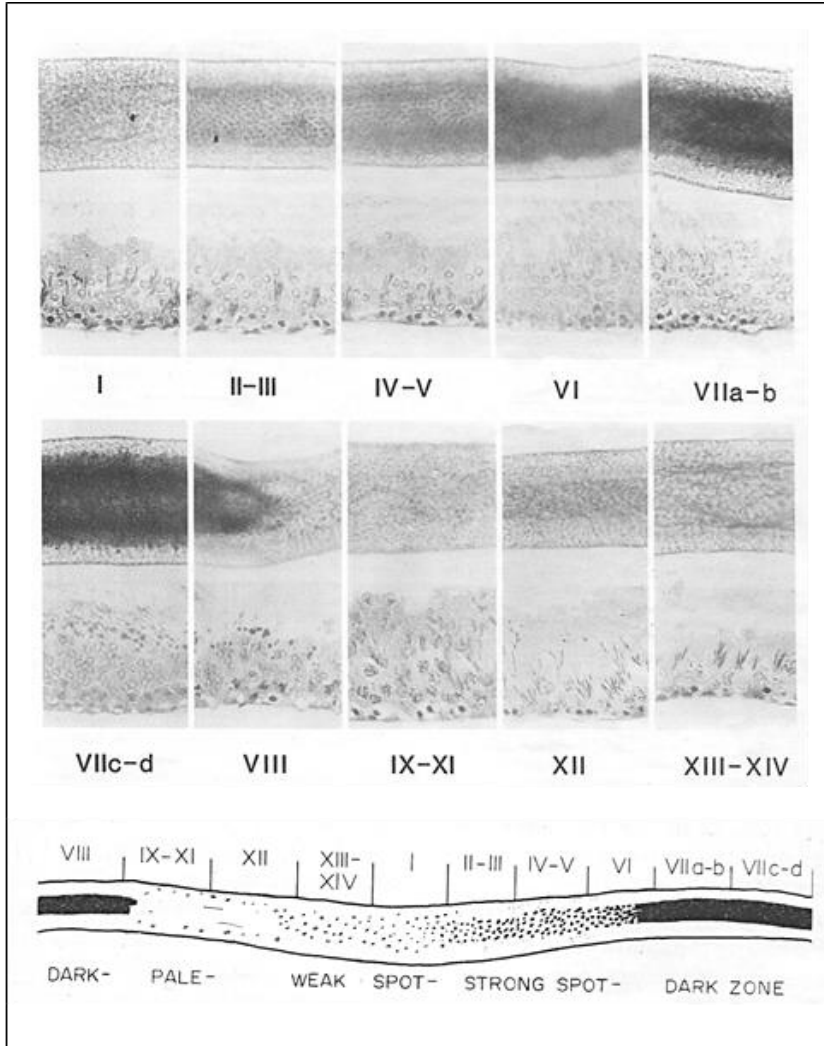 I II–III IV–V VI VIIa–b
VIIc–d VIII IX–XI XII XIII–XIV
VIII IX–XI XII XIII– I II–III IV–V VI VIIa–b VIIc–d
XIV
DARK– PALE– WEAK SPOT– STRONG SPOT– DARK ZONE